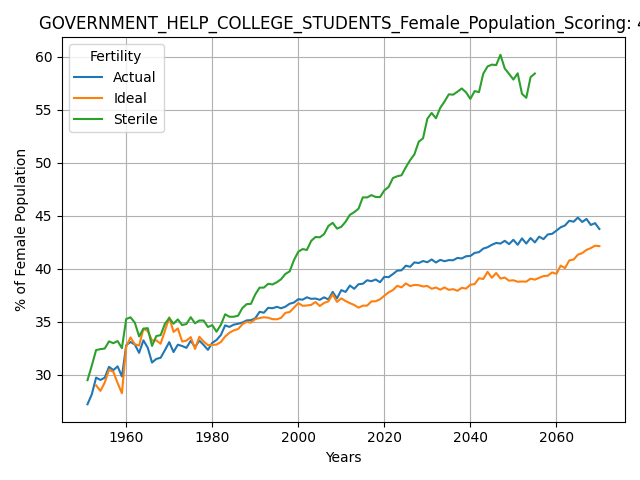 GOVERNMENT_HELP_COLLEGE_STUDENTS_Female_Population_Scoring:
Fertility
Actual
Ideal
Sterile
% of Female Population
60
55
50
45
40
35
30
1960
1980
2000
2020
2040
2060
Years